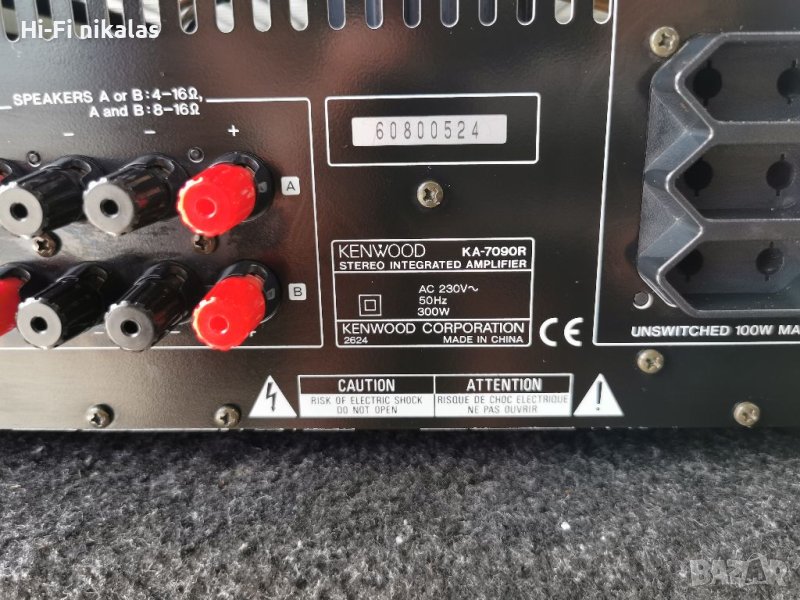 Hi-Fi nikalas
SPEAKERS A or B:4-16Ω,
A and B:8-16Ω
- - +
A
B
+
60800524
KENWOOD KA-7090R
STEREO INTEGRATED AMPLIFIER
AC 230V~
50Hz
300W
KENWOOD CORPORATION
2624 MADE IN CHINA
CE
UNSWITCHED 100W MA
CAUTION
RISK OF ELECTRIC SHOCK
DO NOT OPEN
ATTENTION
RISQUE DE CHOC ELECTRIQUE
NE PAS OUVRIR
BAZAR